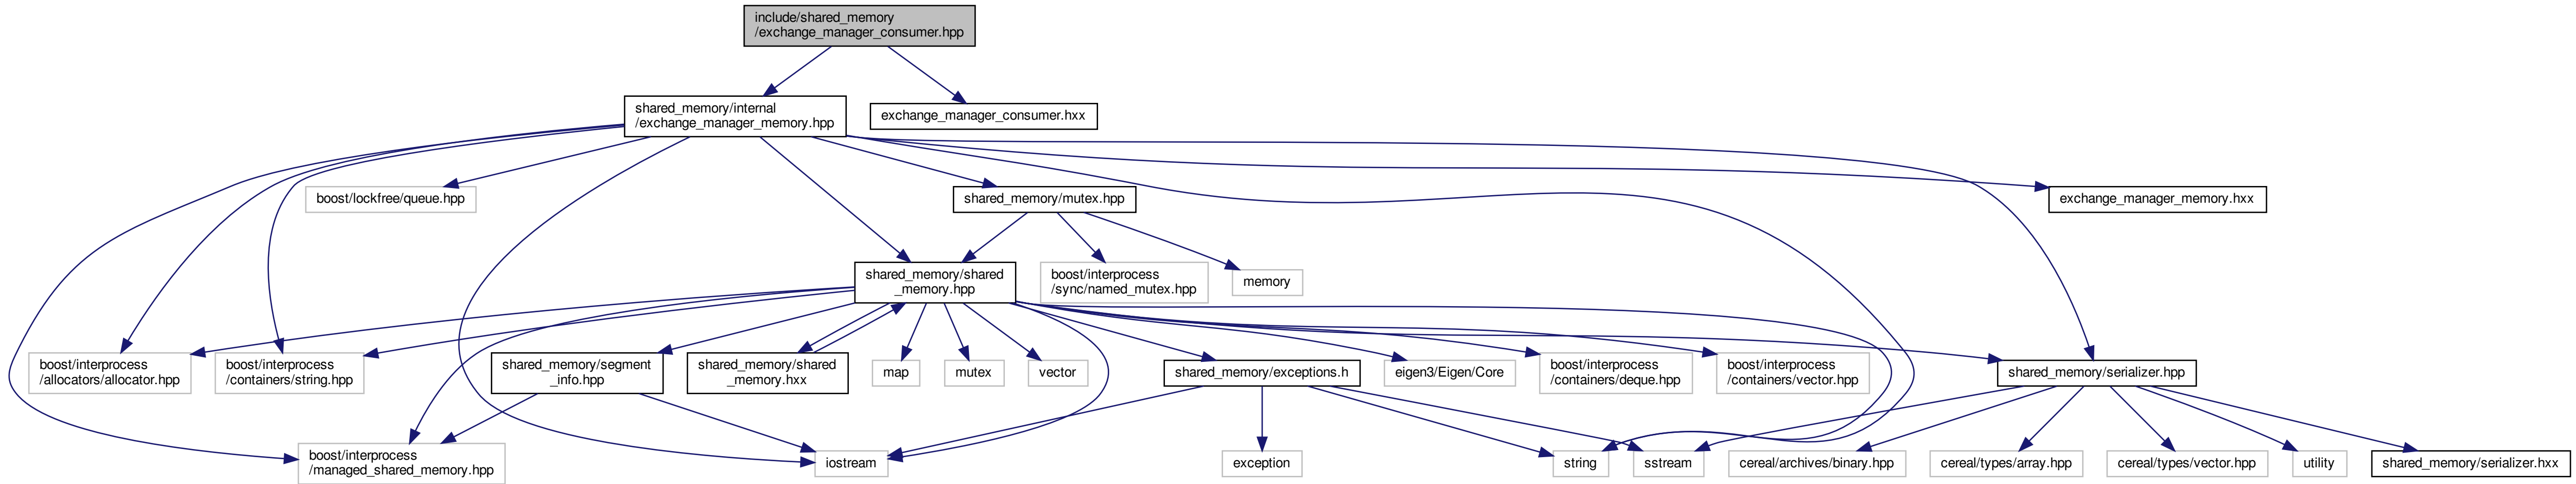 include/shared_memory
/exchange_manager_consumer.hpp
shared_memory/internal
/exchange_manager_memory.hpp
exchange_manager_consumer.hxx
boost/lockfree/queue.hpp
shared_memory/mutex.hpp
exchange_manager_memory.hxx
shared_memory/shared
_memory.hpp
boost/interprocess
/sync/named_mutex.hpp
memory
boost/interprocess
/allocators/allocator.hpp
boost/interprocess
/containers/string.hpp
shared_memory/segment
_info.hpp
shared_memory/shared
_memory.hxx
map
mutex
vector
shared_memory/exceptions.h
eigen3/Eigen/Core
boost/interprocess
/containers/deque.hpp
boost/interprocess
/containers/vector.hpp
shared_memory/serializer.hpp
boost/interprocess
/managed_shared_memory.hpp
iostream
exception
string
sstream
cereal/archives/binary.hpp
cereal/types/array.hpp
cereal/types/vector.hpp
utility
shared_memory/serializer.hxx